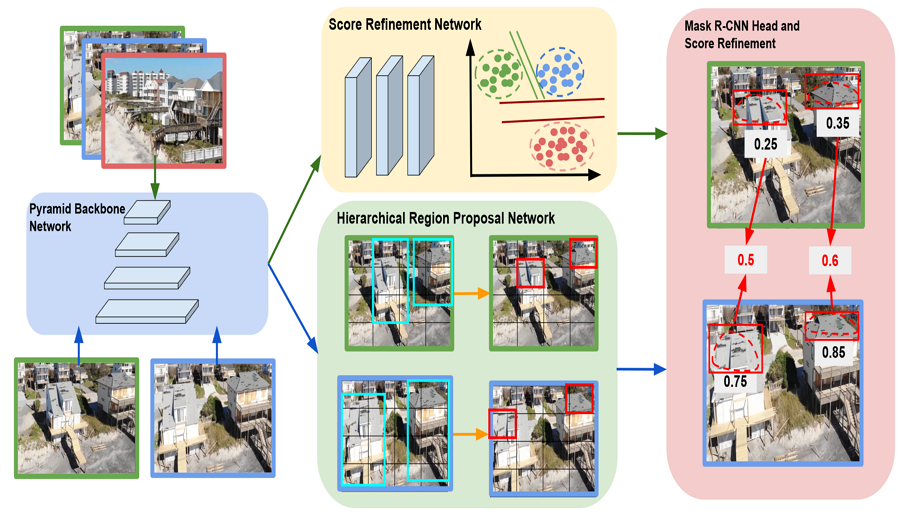 Score Refinement Network
Mask R-CNN Head and
Score Refinement
0.35
0.25
Pyramid Backbone
Network
Hierarchical Region Proposal Network
0.5
0.6
0.85
0.75